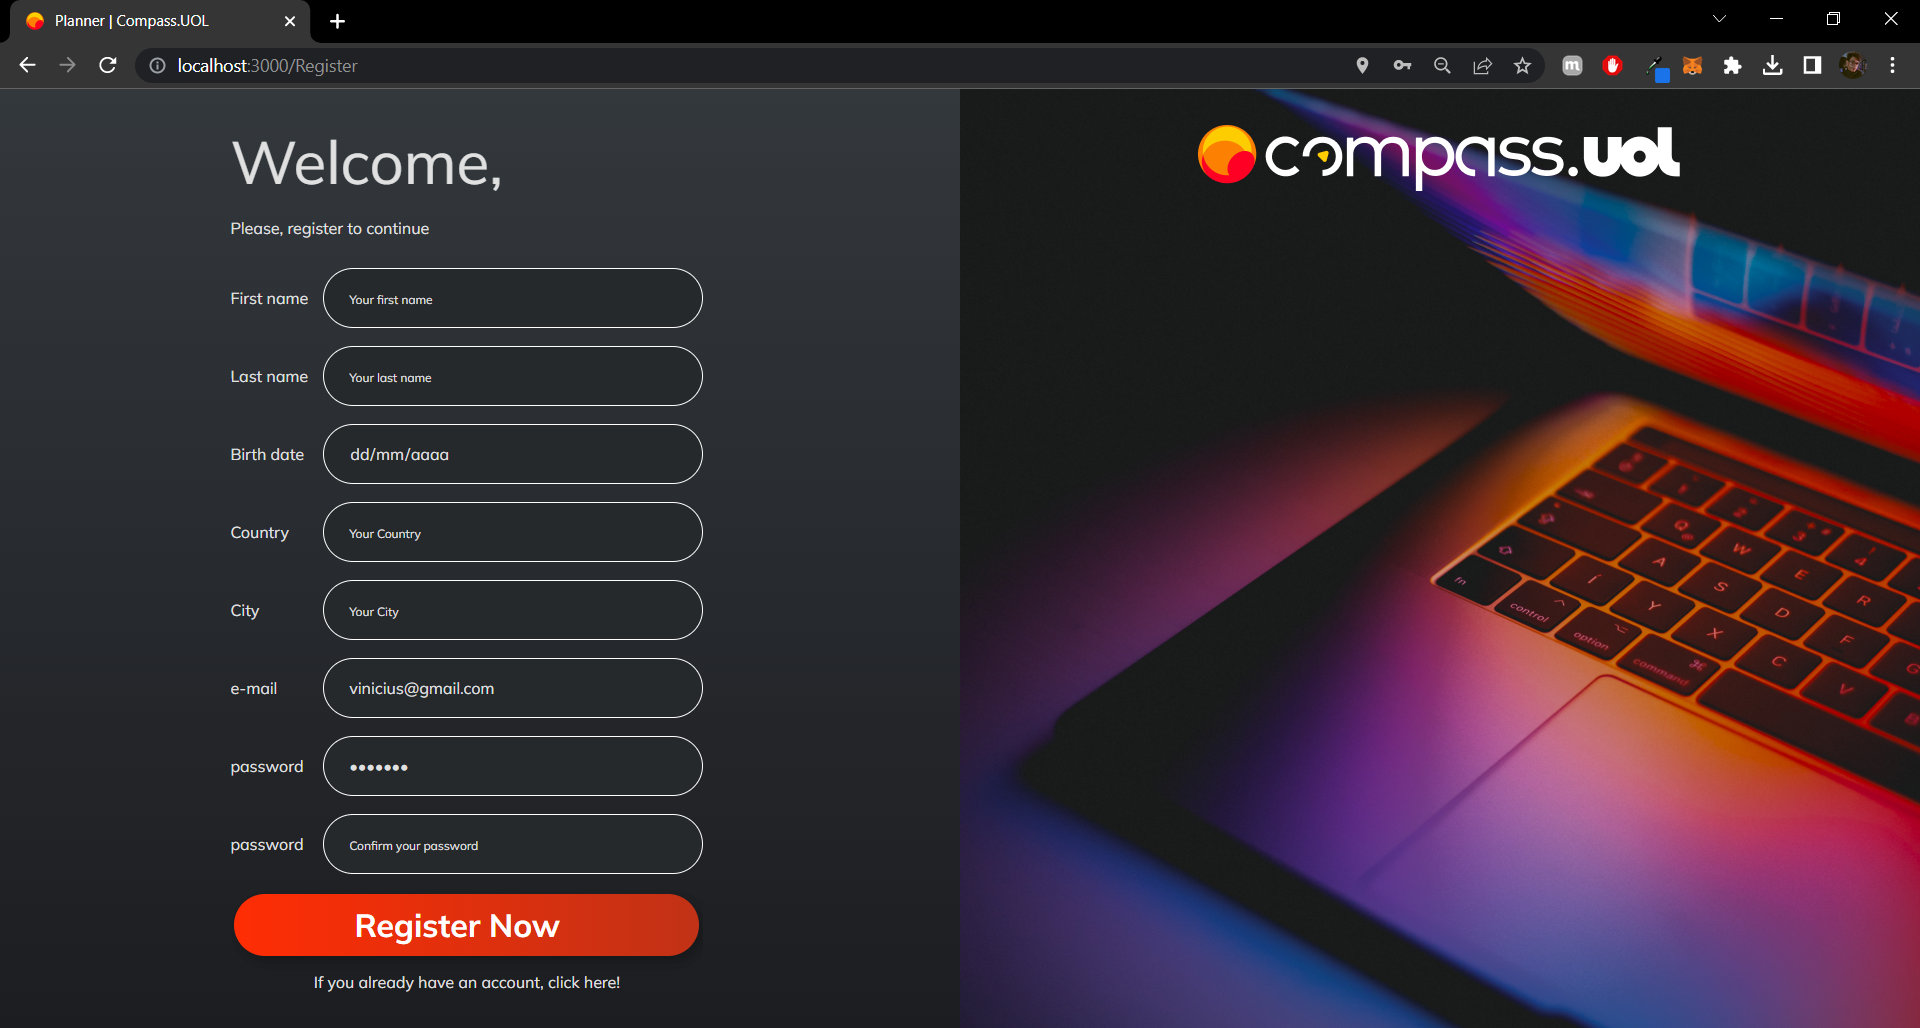 Planner | Compass.UOL
localhost:3000/Register
m
compass.uol
Welcome,
Please, register to continue
First name Your first name
Last name Your last name
Birth date dd/mm/aaaa
Country Your Country
City Your City
e-mail vinicius@gmail.com
password •••••••
password Confirm your password
Register Now
If you already have an account, click here!
2 3 4
Q W E R
A S D F G
Í Y X C V B
fn control option command